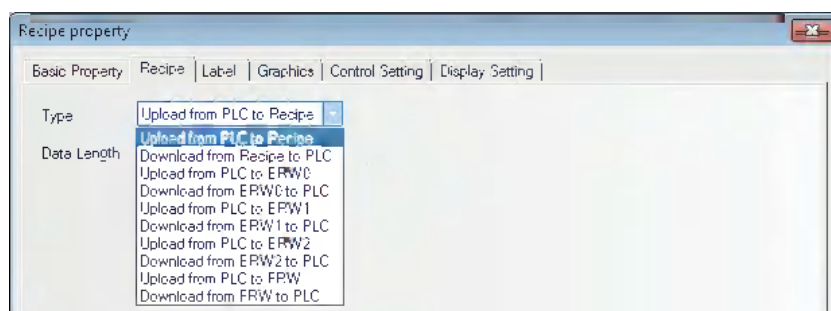 Recipe property
Basic Property Recipe Label Graphics Control Setting Display Setting
Type Upload from PLC to Recipe
Upload from PLC to Recipe
Data Length Download from Recipe to PLC
Upload from PLC to ERW0
Download from ERW0 to PLC
Upload from PLC to ERW1
Download from ERW1 to PLC
Upload from PLC to ERW2
Download from ERW2 to PLC
Upload from PLC to FRW
Download from FRW to PLC